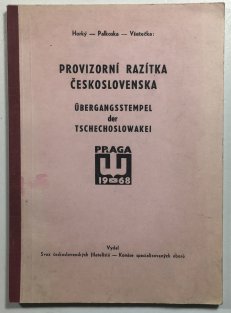 Horký — Palkoska — Všetečka:
PROVIZORNÍ RAZÍTKA
ČESKOSLOVENSKA
ÜBERGANGSSTEMPEL
der
TSCHECHOSLOWAKEI
PRAGA
1968
Vydal
Svaz československých filatelistů — Komise specializovaných oborů